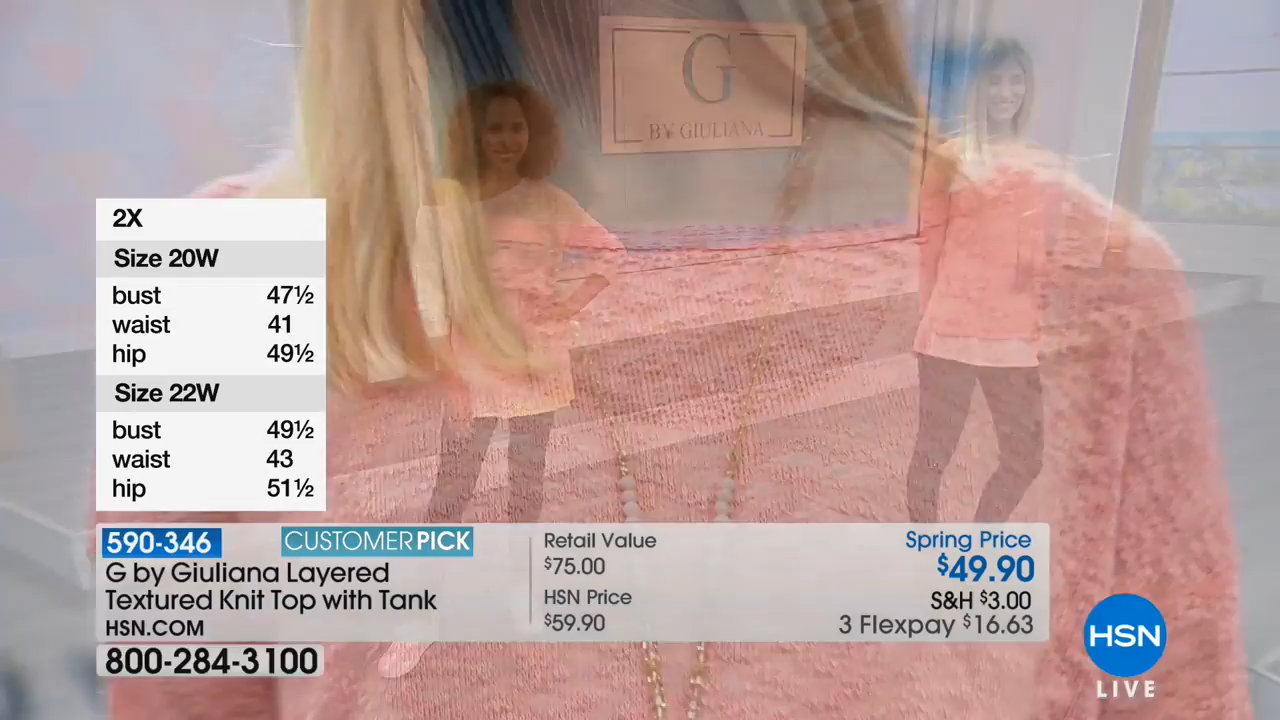 G
BY GIULIANA
2X
Size 20W
bust 47½
waist 41
hip 49½
Size 22W
bust 49½
waist 43
hip 51½
590-346 CUSTOMER PICK
G by Giuliana Layered
Textured Knit Top with Tank
HSN.COM
800-284-3100
Retail Value
$75.00
HSN Price
$59.90
Spring Price
$49.90
S&H $3.00
3 Flexpay $16.63
HSN
LIVE